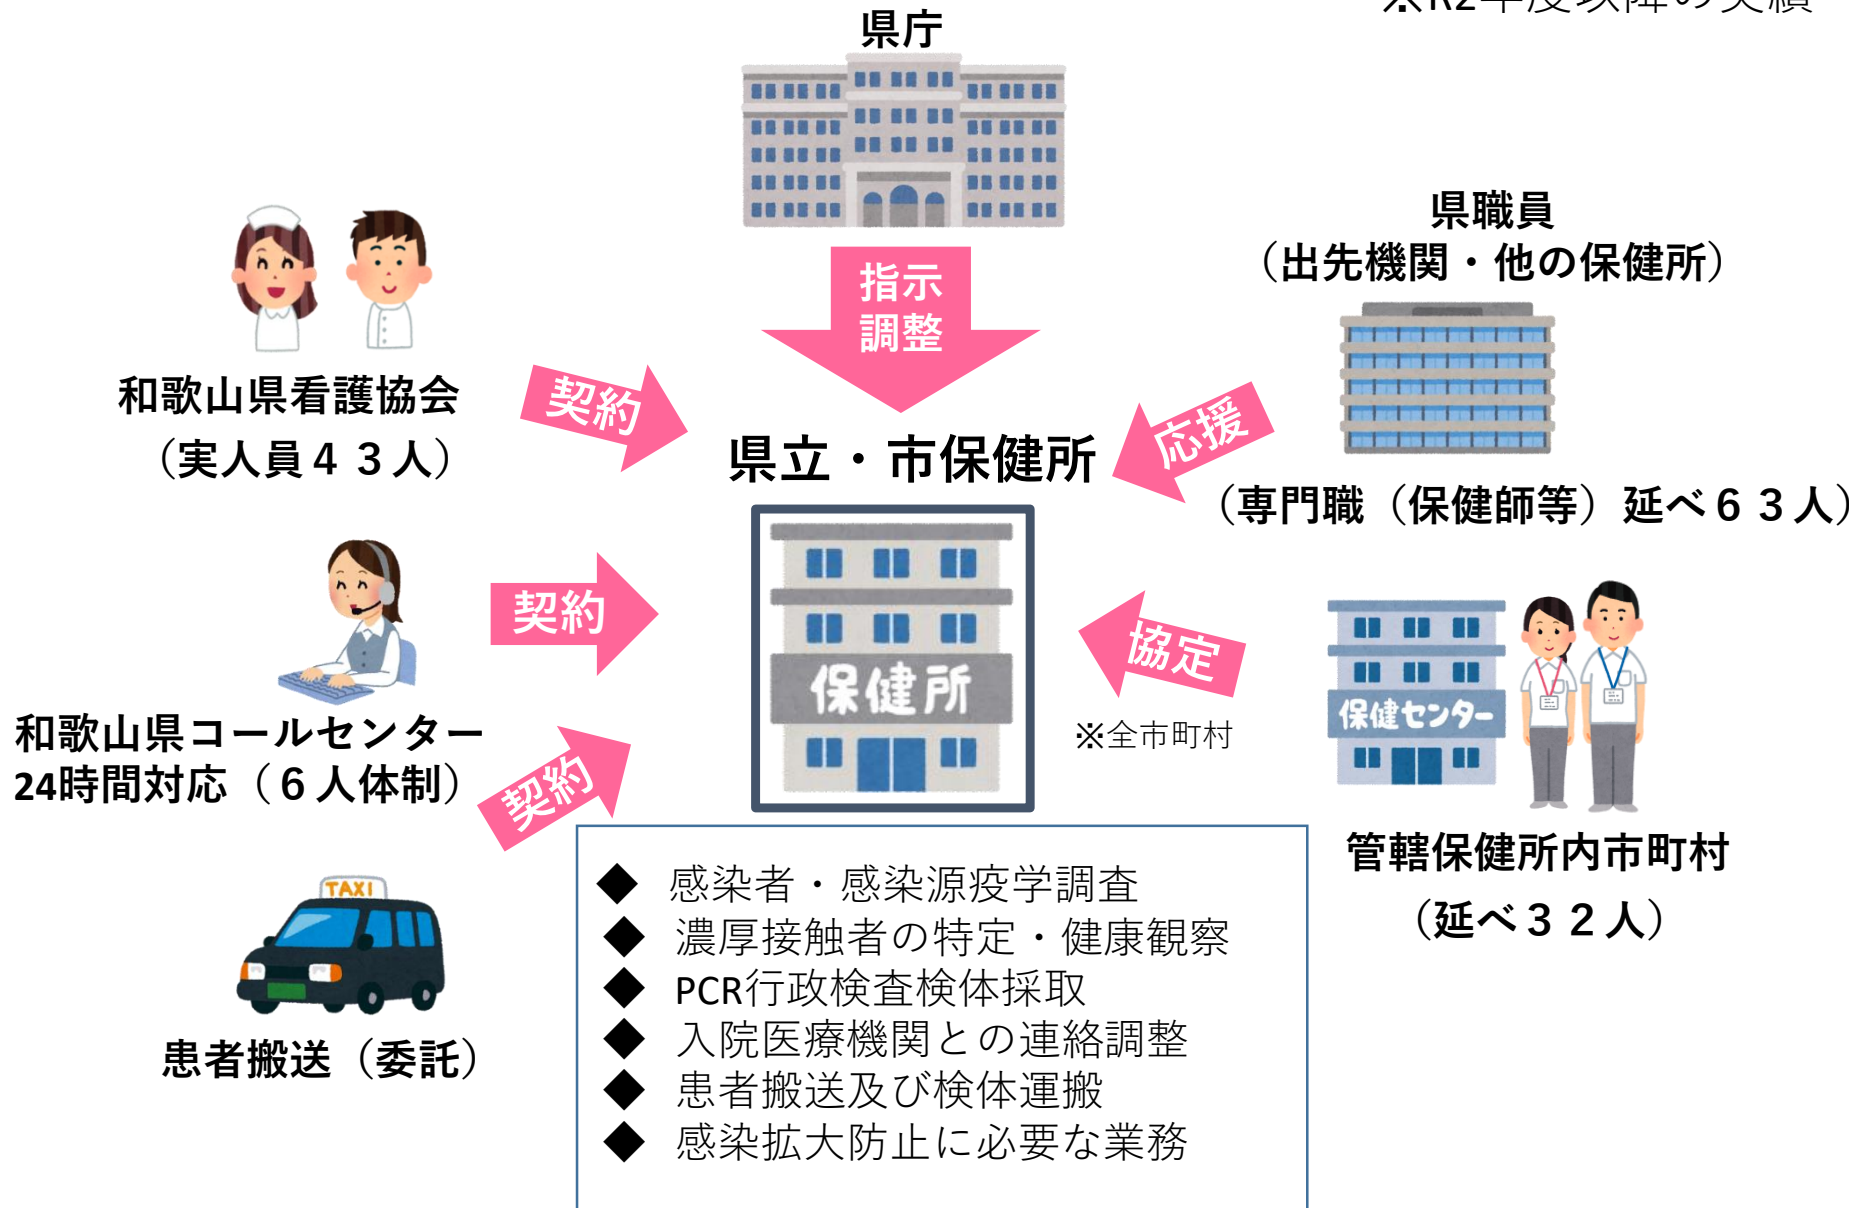 ※R2年度以降の実績
県庁
指示
調整
県職員
（出先機関・他の保健所）
和歌山県看護協会
（実人員４３人）
契約
応援
県立・市保健所
（専門職（保健師等）延べ６３人）
契約
協定
保健所
保健センター
※全市町村
和歌山県コールセンター
24時間対応（６人体制）
契約
管轄保健所内市町村
（延べ３２人）
TAXI
患者搬送（委託）
◆ 感染者・感染源疫学調査
◆ 濃厚接触者の特定・健康観察
◆ PCR行政検査検体採取
◆ 入院医療機関との連絡調整
◆ 患者搬送及び検体運搬
◆ 感染拡大防止に必要な業務